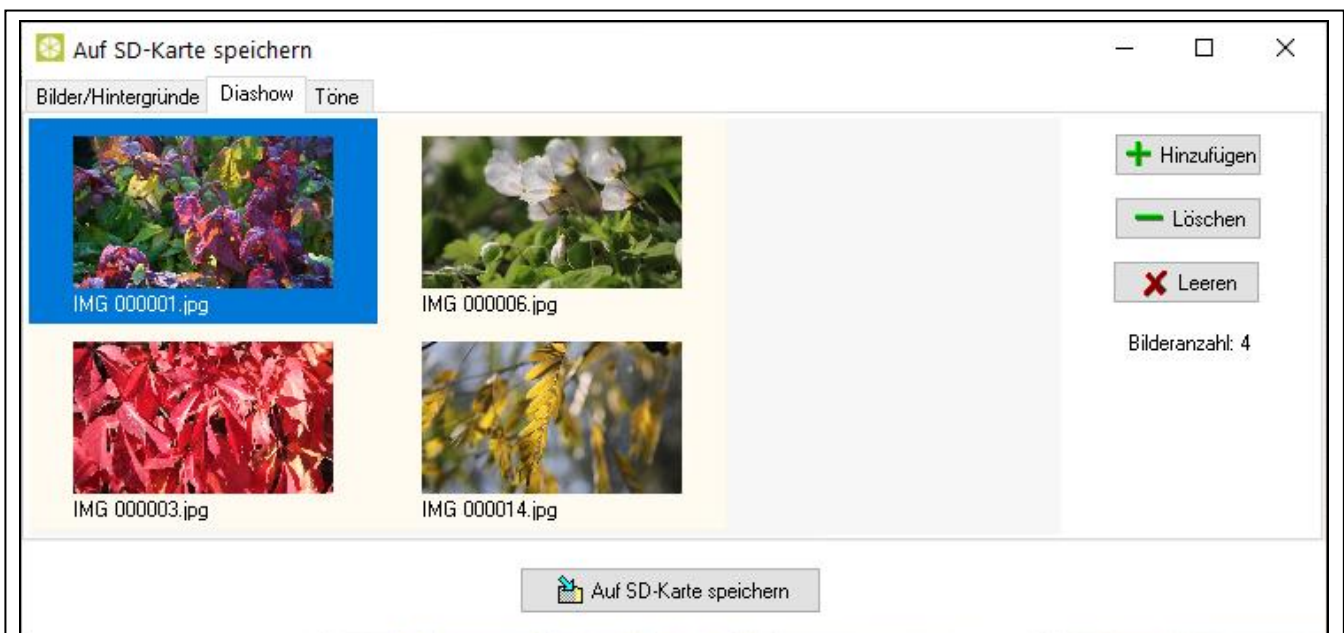 Auf SD-Karte speichern
Bilder/Hintergründe Diashow Töne
IMG 000001.jpg
IMG 000006.jpg
IMG 000003.jpg
IMG 000014.jpg
Hinzufügen
Löschen
Leeren
Bilderanzahl: 4
Auf SD-Karte speichern